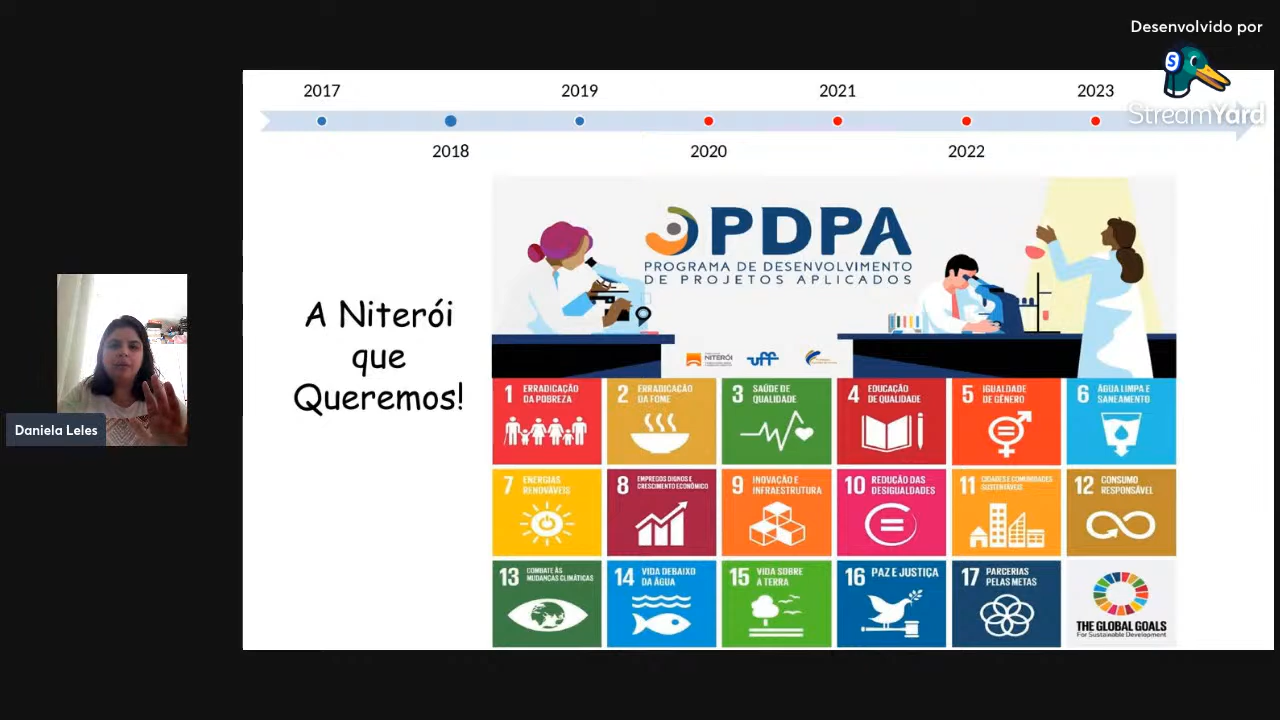 Desenvolvido por
S
StreamYard
2017
2019
2021
2023
2018
2020
2022
PDPA
PROGRAMA DE DESENVOLVIMENTO
DE PROJETOS APLICADOS
NITERÓI
uff
A Niterói
que
Queremos!
Daniela Leles
1 ERRADICAÇÃO
DA POBREZA
2 ERRADICAÇÃO
DA FOME
3 SAÚDE DE
QUALIDADE
4 EDUCAÇÃO
DE QUALIDADE
5 IGUALDADE
DE GÊNERO
6 ÁGUA LIMPA E
SANEAMENTO
7 ENERGIAS
RENOVÁVEIS
8 EMPREGOS DIGNOS E
CRESCIMENTO ECONÔMICO
9 INOVAÇÃO E
INFRAESTRUTURA
10 REDUÇÃO DAS
DESIGUALDADES
11 CIDADES E COMUNIDADES
SUSTENTÁVEIS
12 CONSUMO
RESPONSÁVEL
13 COMBATE ÀS
MUDANÇAS CLIMÁTICAS
14 VIDA DEBAIXO
DA ÁGUA
15 VIDA SOBRE
A TERRA
16 PAZ E JUSTIÇA
17 PARCERIAS
PELAS METAS
THE GLOBAL GOALS
For Sustainable Development